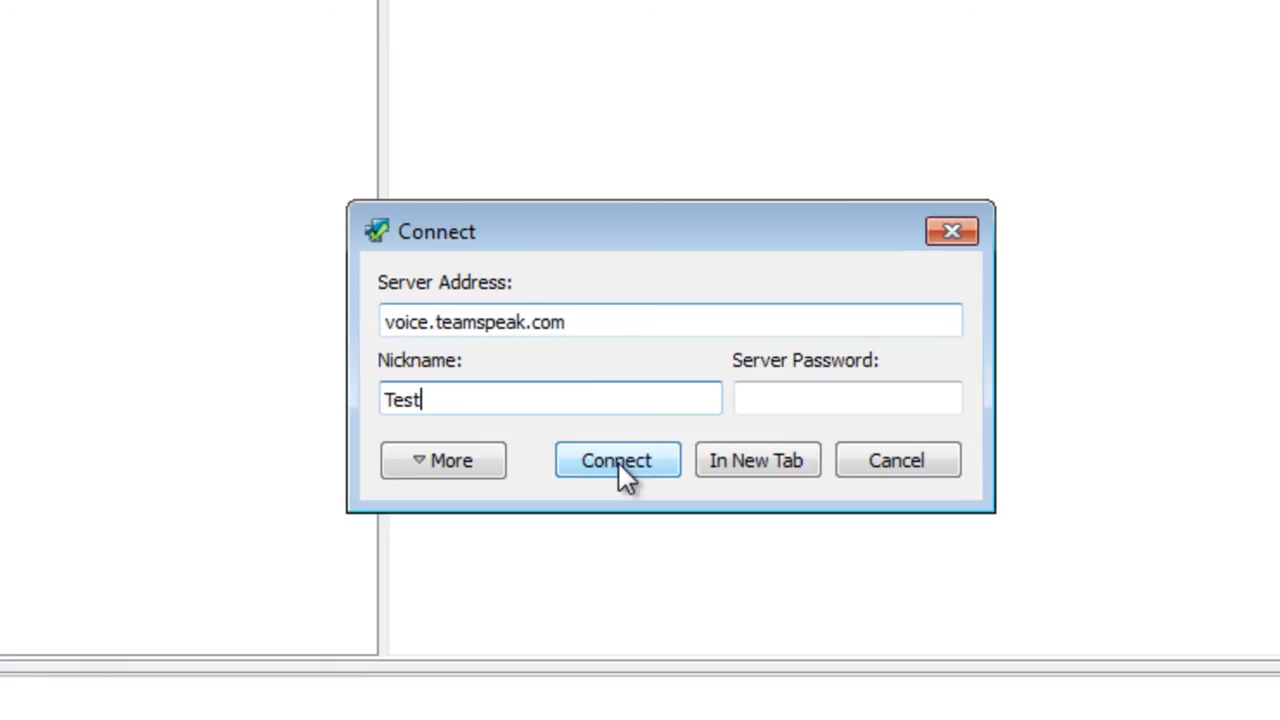 Connect
Server Address:
voice.teamspeak.com
Nickname: Server Password:
Test
More Connect In New Tab Cancel